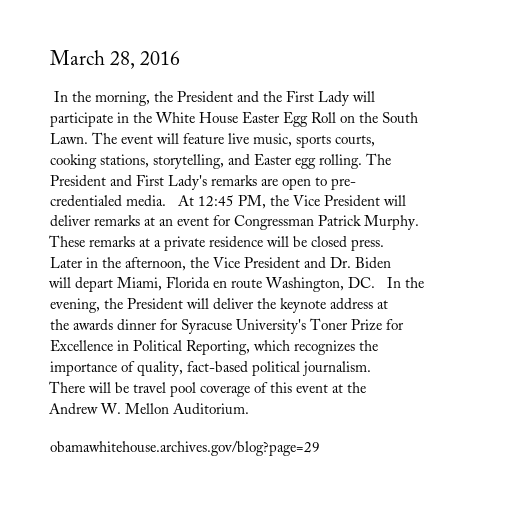 March 28, 2016
In the morning, the President and the First Lady will
participate in the White House Easter Egg Roll on the South
Lawn. The event will feature live music, sports courts,
cooking stations, storytelling, and Easter egg rolling. The
President and First Lady's remarks are open to pre-
credentialed media.   At 12:45 PM, the Vice President will
deliver remarks at an event for Congressman Patrick Murphy.
These remarks at a private residence will be closed press.
Later in the afternoon, the Vice President and Dr. Biden
will depart Miami, Florida en route Washington, DC.   In the
evening, the President will deliver the keynote address at
the awards dinner for Syracuse University's Toner Prize for
Excellence in Political Reporting, which recognizes the
importance of quality, fact-based political journalism.
There will be travel pool coverage of this event at the
Andrew W. Mellon Auditorium.
obamawhitehouse.archives.gov/blog?page=29